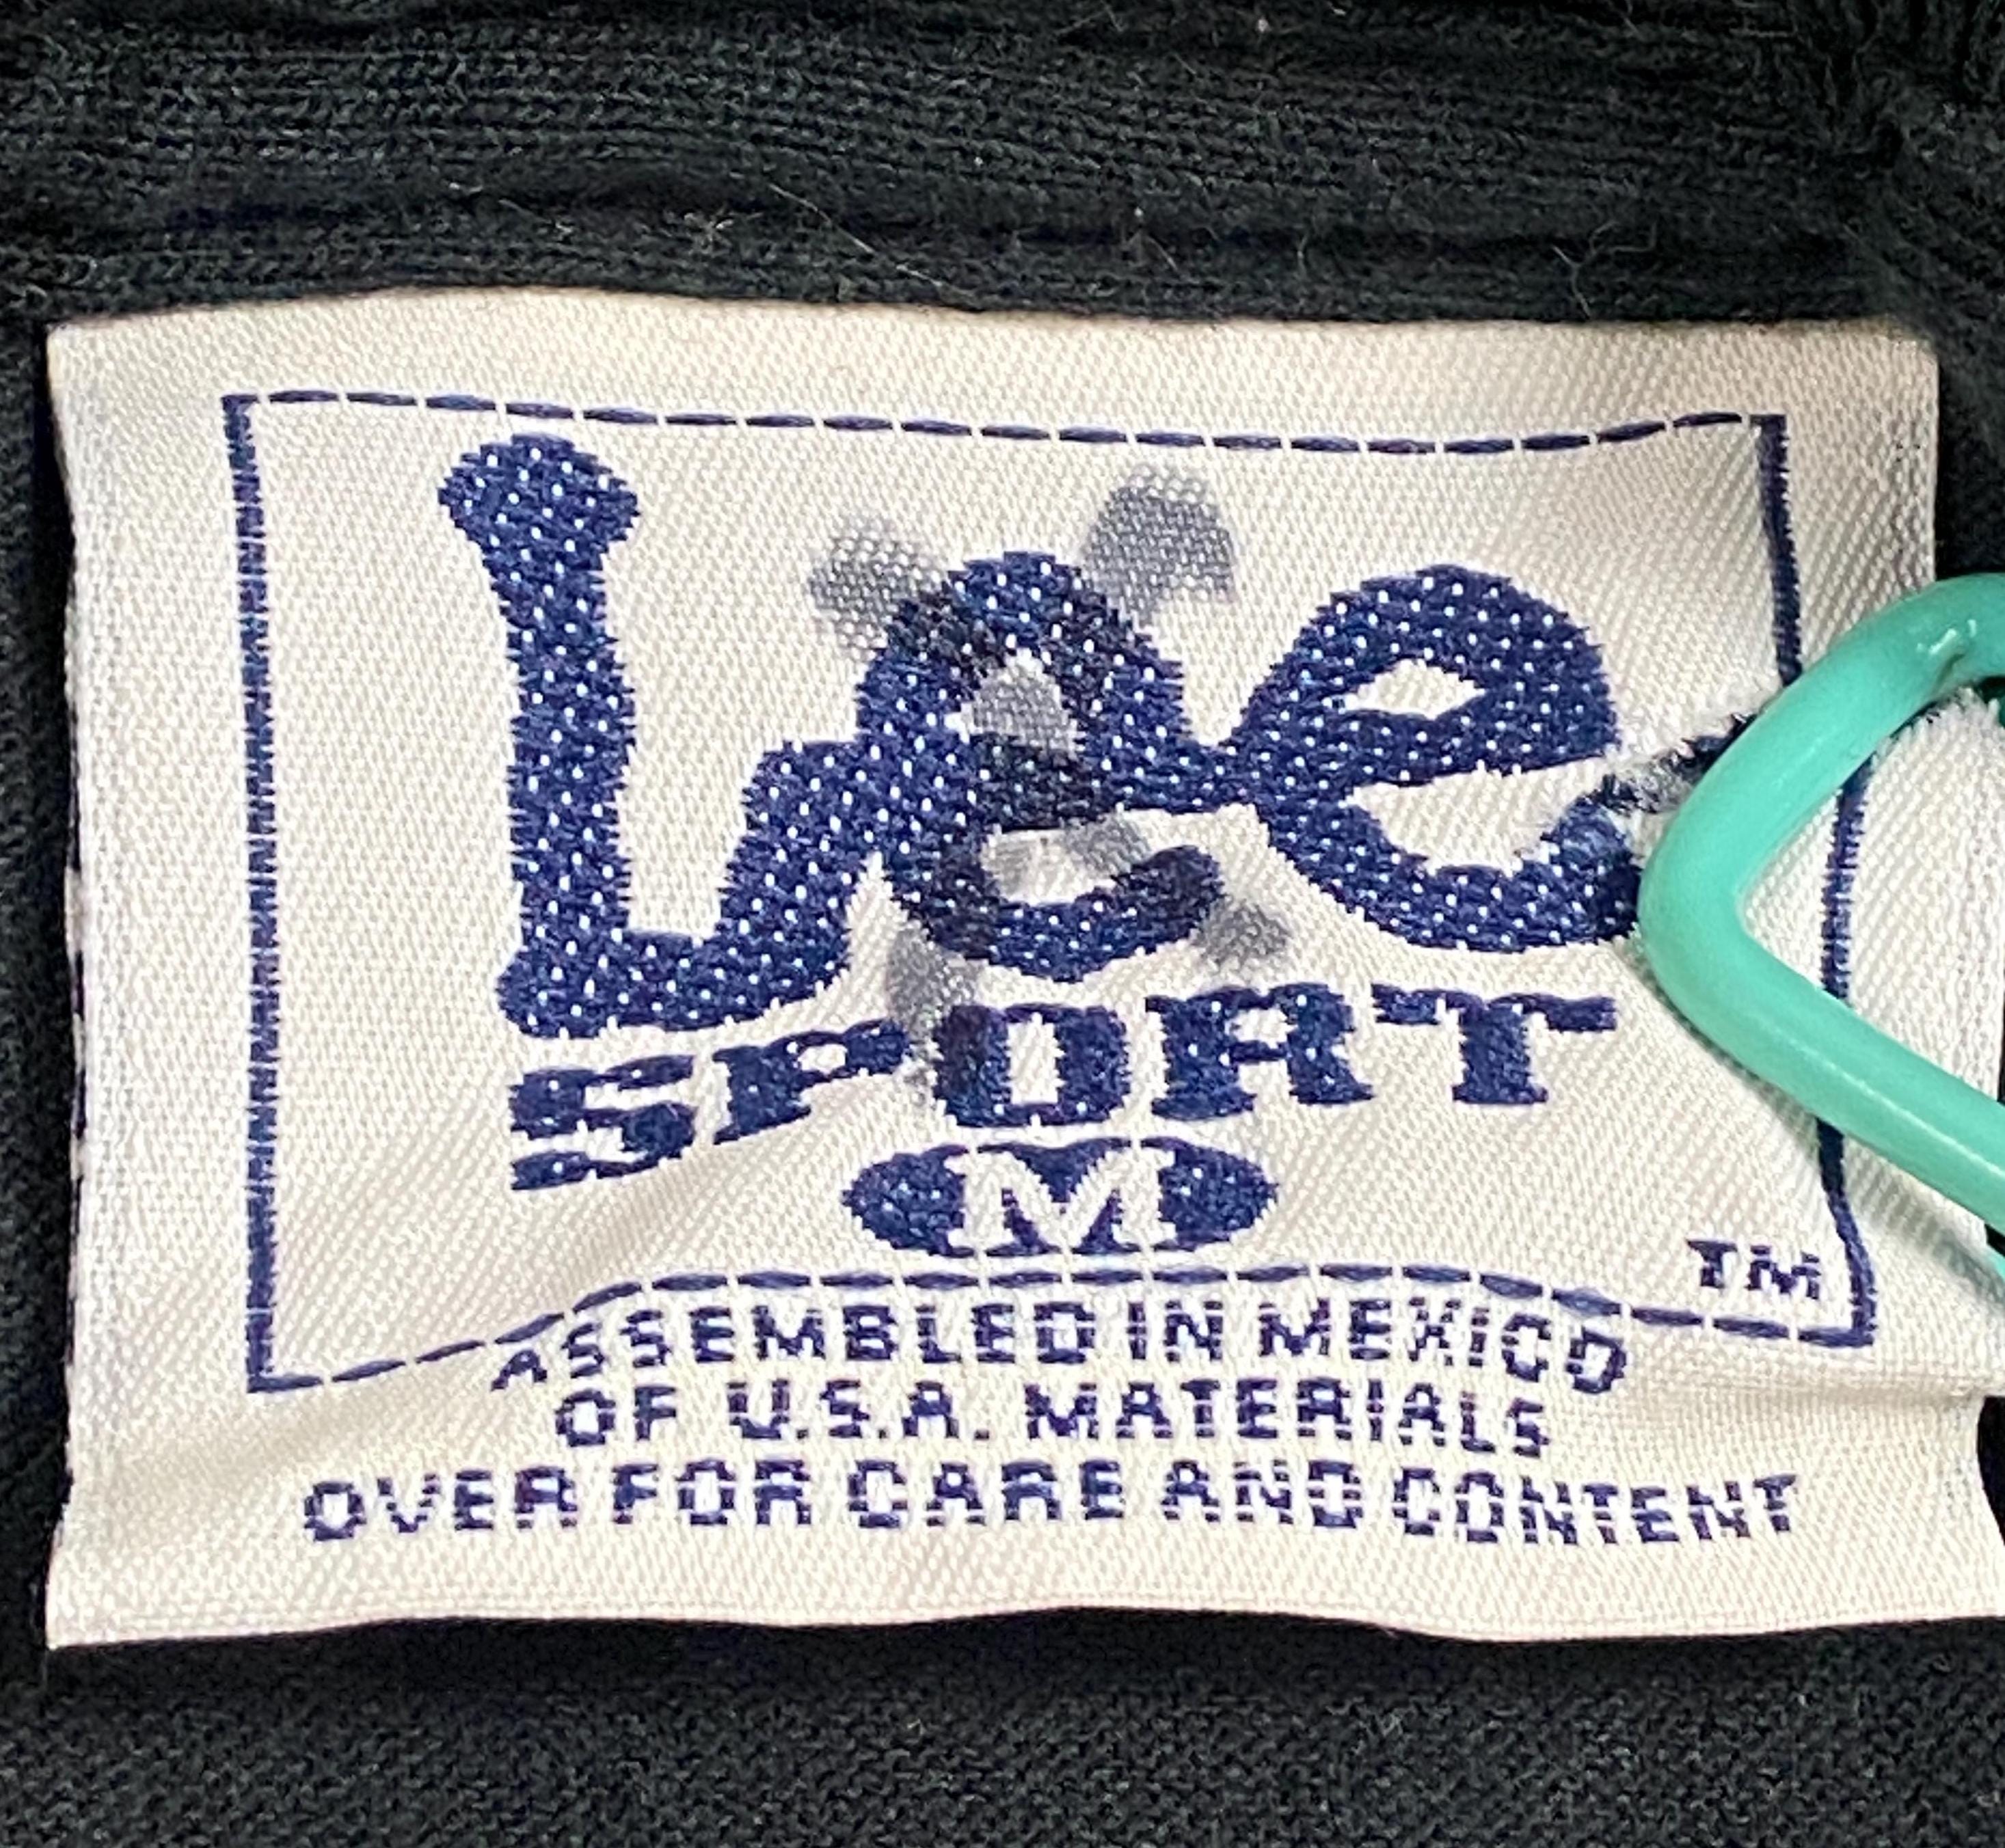 Lee
SPORT
M
TM
ASSEMBLED IN MEXICO
OF U.S.A. MATERIALS
OVER FOR CARE AND CONTENT